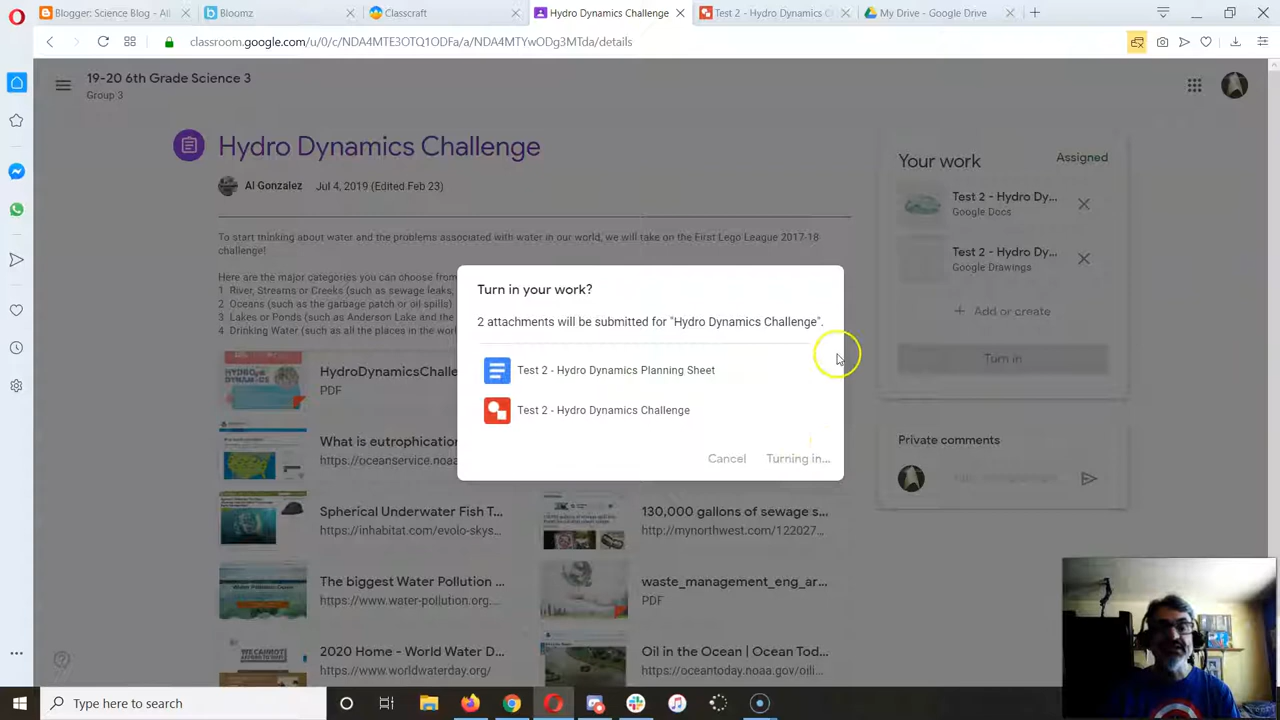 Blogger: Science Blog - All
Bloomz
Classcraft
Hydro Dynamics Challenge
Test 2 - Hydro Dynamics C
My Drive - Google Drive
classroom.google.com/u/0/c/NDA4MTE3OTQ1ODFa/a/NDA4MTYwODg3MTda/details
19-20 6th Grade Science 3
Group 3
Hydro Dynamics Challenge
Al Gonzalez Jul 4, 2019 (Edited Feb 23)
To start thinking about water and the problems associated with water in our world, we will take on the First Lego League 2017-18
challenge!
Here are the major categories you can choose from
1 River, Streams or Creeks (such as sewage leaks,
2 Oceans (such as the garbage patch or oil spills)
3 Lakes or Ponds (such as Anderson Lake and the
4 Drinking Water (such as all the places in the worl
HydroDynamicsChalle
PDF
What is eutrophication
https://oceanservice.noaa
Spherical Underwater Fish T...
https://inhabitat.com/evolo-skys...
130,000 gallons of sewage s...
http://mynorthwest.com/122027...
The biggest Water Pollution ...
https://www.water-pollution.org...
waste_management_eng_ar...
PDF
2020 Home - World Water D...
https://www.worldwaterday.org/
Oil in the Ocean | Ocean Tod...
https://oceantoday.noaa.gov/oili...
Turn in your work?
2 attachments will be submitted for "Hydro Dynamics Challenge".
Test 2 - Hydro Dynamics Planning Sheet
Test 2 - Hydro Dynamics Challenge
Cancel
Turning in...
Your work
Assigned
Test 2 - Hydro Dy...
Google Docs
Test 2 - Hydro Dy...
Google Drawings
+ Add or create
Turn in
Private comments
Type here to search